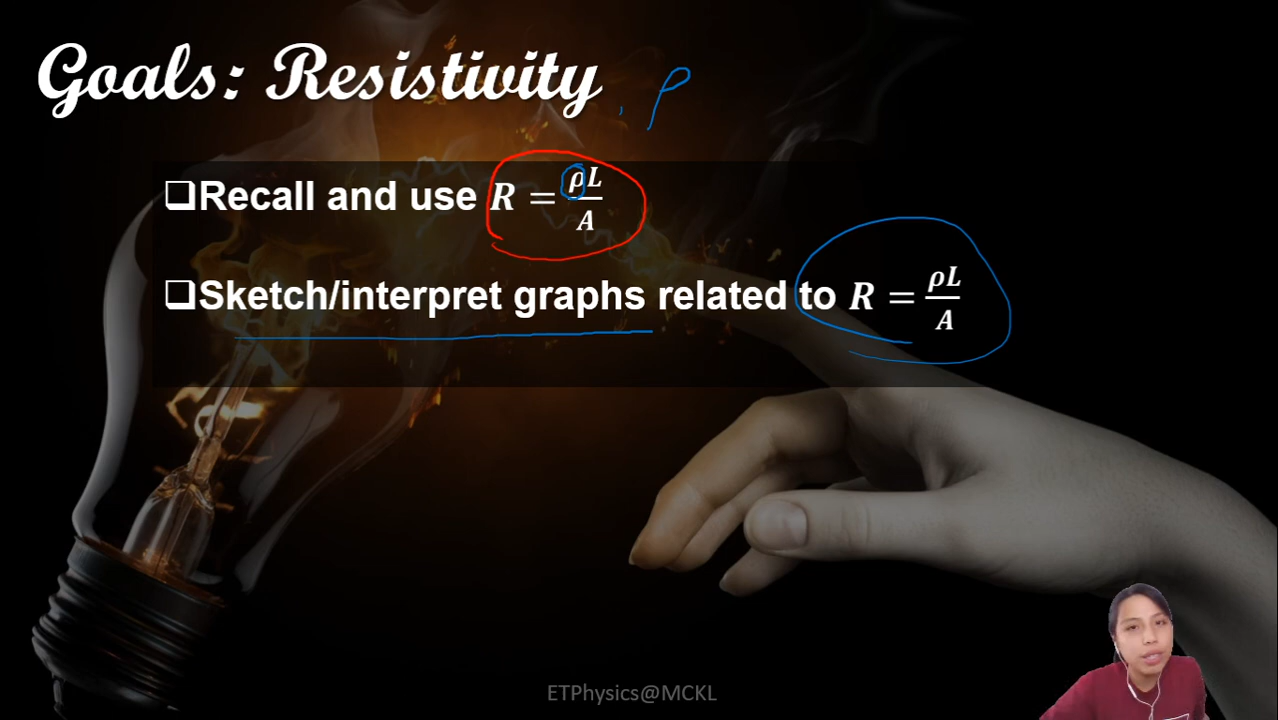 Goals: Resistivity, ρ
❑Recall and use R = ρL/A
❑Sketch/interpret graphs related to R = ρL/A
ETPhysics@MCKL